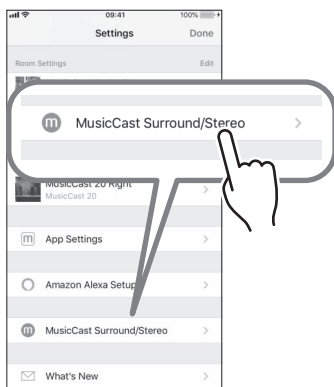 09:41
100%
Settings
Done
Room Settings
Edit
MusicCast Surround/Stereo
MusicCast 20 Right
MusicCast 20
App Settings
Amazon Alexa Setup
MusicCast Surround/Stereo
What's New